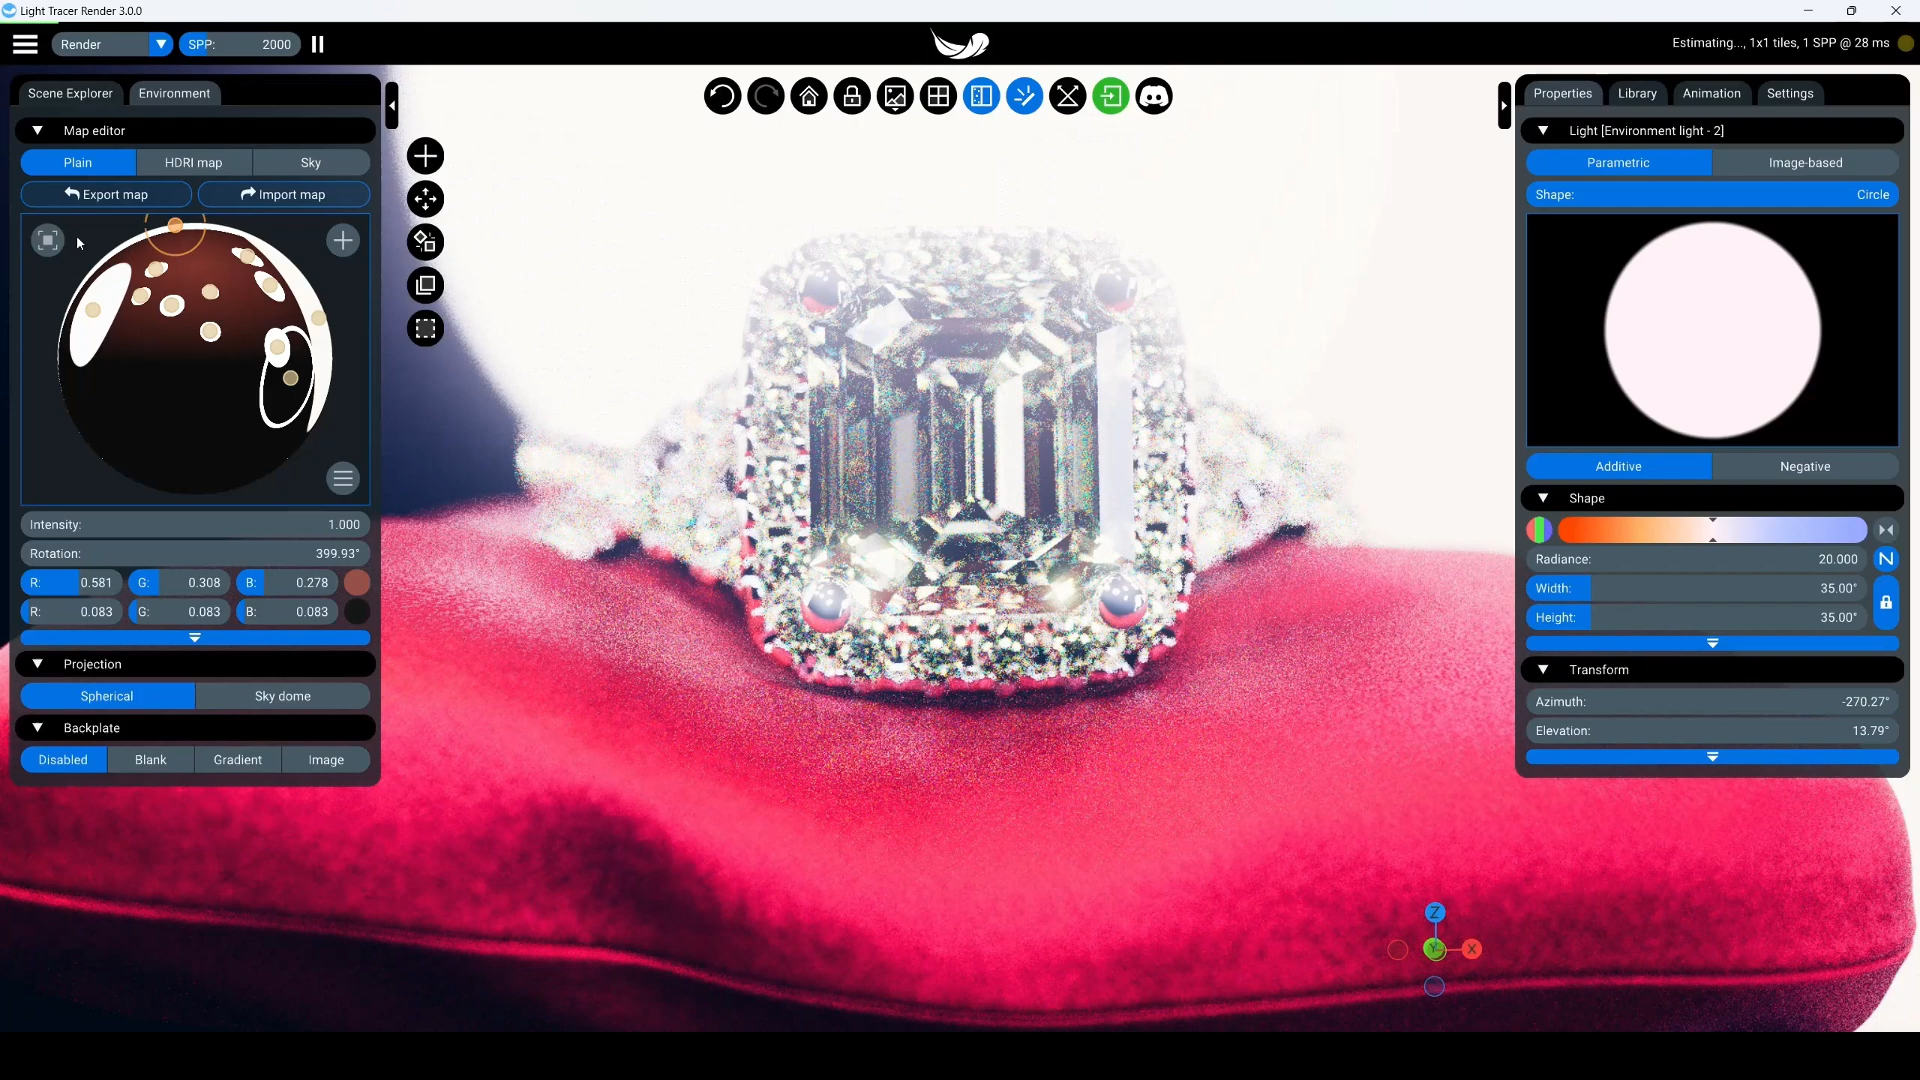 Light Tracer Render 3.0.0
Render SPP: 2000
Estimating..., 1x1 tiles, 1 SPP @ 28 ms
Scene Explorer Environment
Map editor
Plain HDRI map Sky
Export map Import map
Intensity: 1.000
Rotation: 399.93°
R: 0.581 G: 0.308 B: 0.278
R: 0.083 G: 0.083 B: 0.083
Projection
Spherical Sky dome
Backplate
Disabled Blank Gradient Image
Properties Library Animation Settings
Light [Environment light - 2]
Parametric Image-based
Shape: Circle
Additive Negative
Shape
Radiance: 20.000 N
Width: 35.00°
Height: 35.00°
Transform
Azimuth: -270.27°
Elevation: 13.79°
Z
Y X